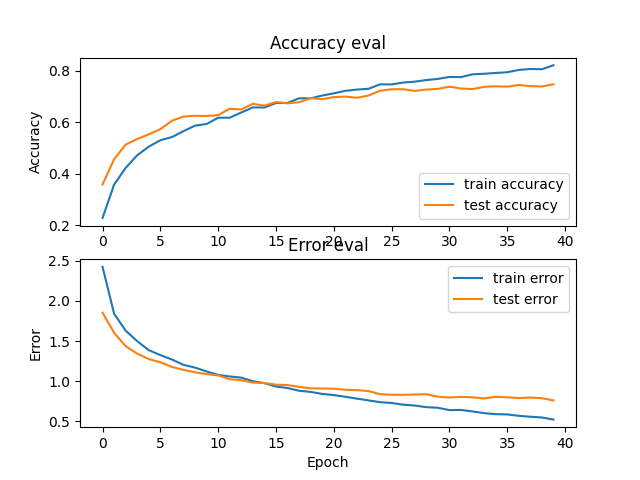 Accuracy eval
0.8
0.6
0.4
0.2
Accuracy
train accuracy
test accuracy
0 5 10 15 20 25 30 35 40
Error eval
2.5
2.0
1.5
1.0
0.5
Error
train error
test error
0 5 10 15 20 25 30 35 40
Epoch